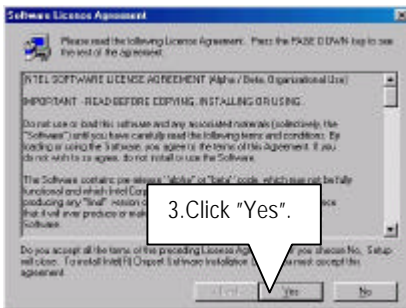 Software License Agreement
Please read the following License Agreement. Press the PAGE DOWN key to see
the rest of the agreement.
INTEL SOFTWARE LICENSE AGREEMENT (Alpha / Beta, Organizational Use)
IMPORTANT - READ BEFORE COPYING, INSTALLING OR USING.
Do not use or load this software and any associated materials (collectively, the
"Software") until you have carefully read the following terms and conditions. By
loading or using the Software, you agree to the terms of this Agreement. If you
do not wish to so agree, do not install or use the Software.
The Software contains pre-release "alpha" or "beta" code, which may not be fully
functional and which Intel
producing any "final" version
that it will ever produce or
Software.
3.Click "Yes".
Do you accept all the terms of the preceding License you choose No, Setup
will close. To install Intel(R) Chipset Software Installation must accept this
agreement.
Yes
No